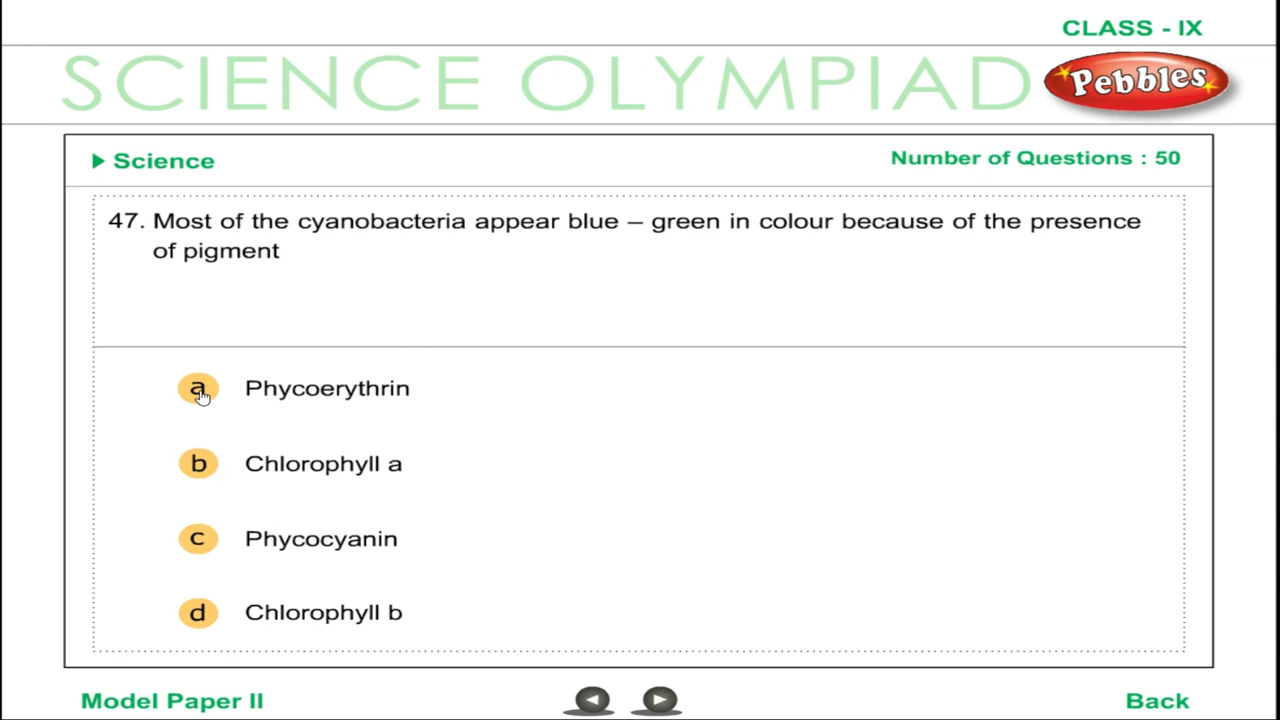 CLASS - IX
SCIENCE OLYMPIAD
Pebbles
Science
Number of Questions : 50
47. Most of the cyanobacteria appear blue – green in colour because of the presence
of pigment
a Phycoerythrin
b Chlorophyll a
c Phycocyanin
d Chlorophyll b
Model Paper II
Back